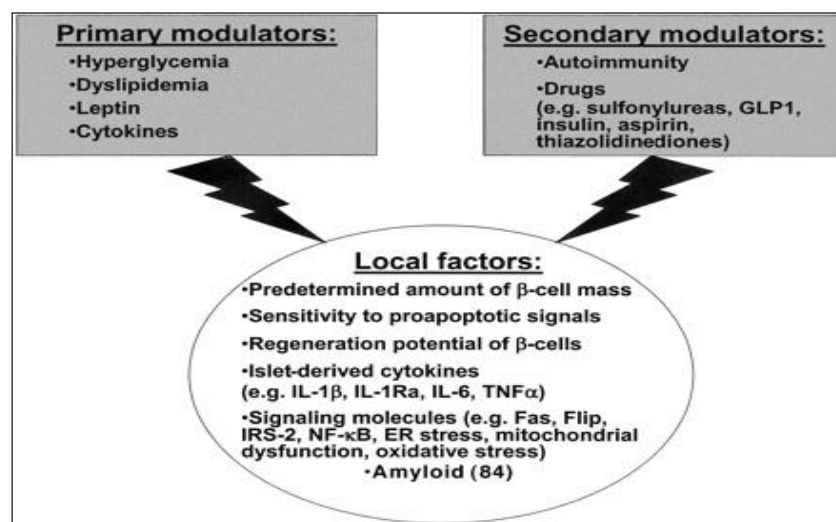 Primary modulators:
•Hyperglycemia
•Dyslipidemia
•Leptin
•Cytokines
Secondary modulators:
•Autoimmunity
•Drugs
(e.g. sulfonylureas, GLP1,
insulin, aspirin,
thiazolidinediones)
Local factors:
•Predetermined amount of β-cell mass
•Sensitivity to proapoptotic signals
•Regeneration potential of β-cells
•Islet-derived cytokines
(e.g. IL-1β, IL-1Ra, IL-6, TNFα)
•Signaling molecules (e.g. Fas, Flip,
IRS-2, NF-κB, ER stress, mitochondrial
dysfunction, oxidative stress)
•Amyloid (84)